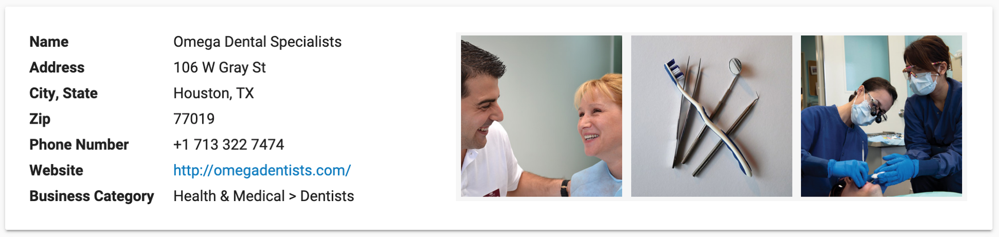 Name Omega Dental Specialists
Address 106 W Gray St
City, State Houston, TX
Zip 77019
Phone Number +1 713 322 7474
Website http://omegadentists.com/
Business Category Health & Medical > Dentists